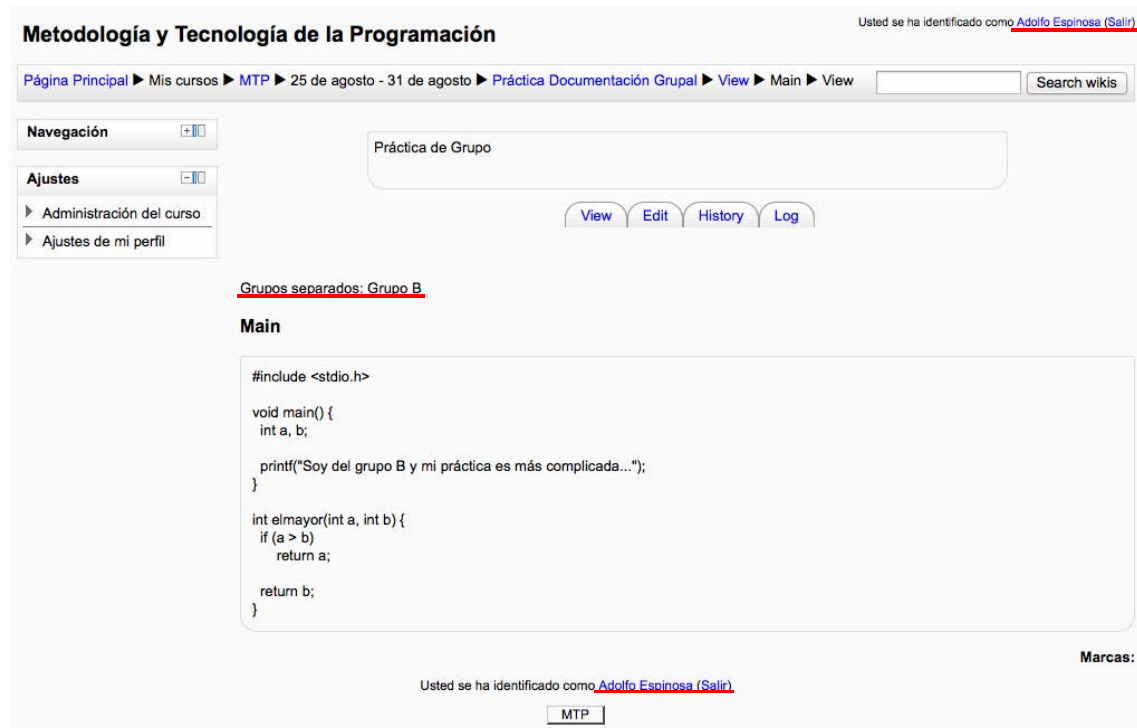 Usted se ha identificado como Adolfo Espinosa (Salir)
Metodología y Tecnología de la Programación
Página Principal ▶ Mis cursos ▶ MTP ▶ 25 de agosto - 31 de agosto ▶ Práctica Documentación Grupal ▶ View ▶ Main ▶ View
Search wikis
Navegación
Ajustes
Administración del curso
Ajustes de mi perfil
Práctica de Grupo
View Edit History Log
Grupos separados: Grupo B
Main
#include <stdio.h>
void main() {
int a, b;
printf("Soy del grupo B y mi práctica es más complicada...");
}
int elmayor(int a, int b) {
if (a > b)
return a;
return b;
}
Marcas:
Usted se ha identificado como Adolfo Espinosa (Salir)
MTP